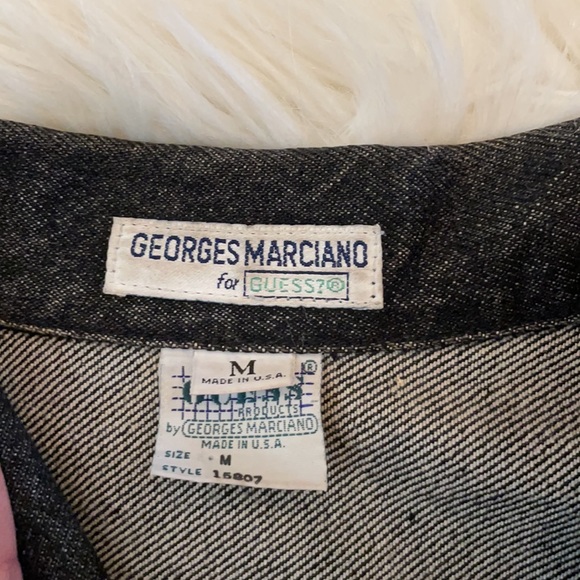 GEORGES MARCIANO
for GUESS?®
M
MADE IN U.S.A.
®
PRODUCTS
by GEORGES MARCIANO
MADE IN U.S.A.
SIZE M
STYLE 15807